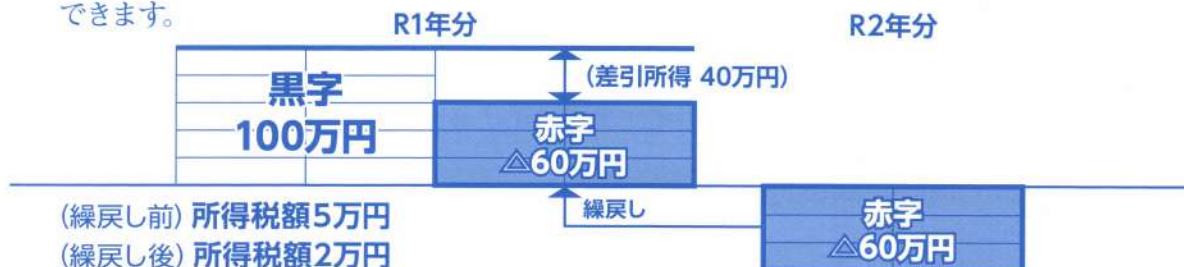 できます。
R1年分
R2年分
黒字
100万円
(差引所得 40万円)
赤字
△60万円
繰戻し
赤字
△60万円
(繰戻し前) 所得税額5万円
(繰戻し後) 所得税額2万円